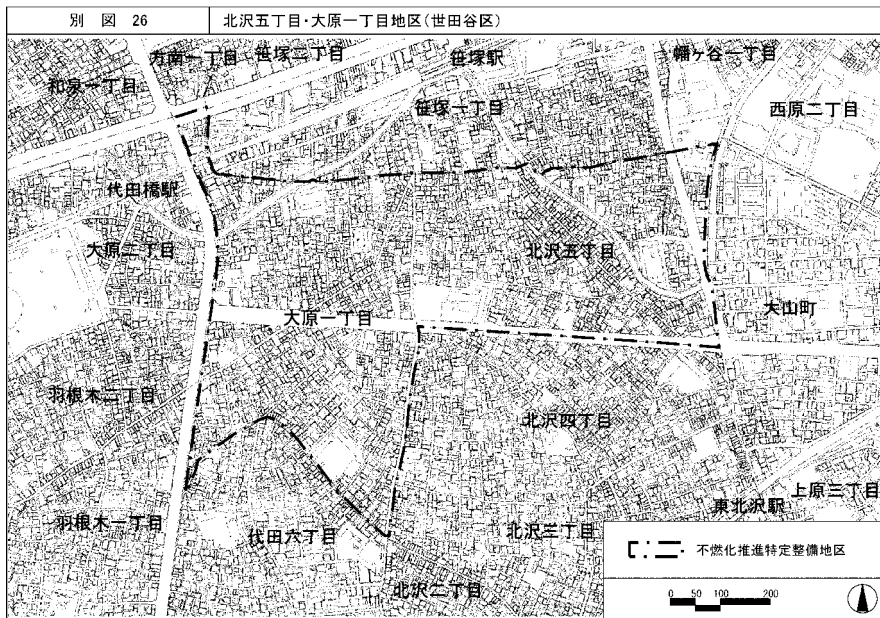 別 図 26
北沢五丁目・大原一丁目地区(世田谷区)
方南一丁目
笹塚二丁目
笹塚駅
幡ヶ谷一丁目
和泉一丁目
笹塚一丁目
西原二丁目
代田橋駅
大原二丁目
北沢五丁目
大原一丁目
大山町
羽根木二丁目
北沢四丁目
上原三丁目
東北沢駅
羽根木一丁目
代田六丁目
北沢三丁目
北沢二丁目
不燃化推進特定整備地区
0 50 100 200